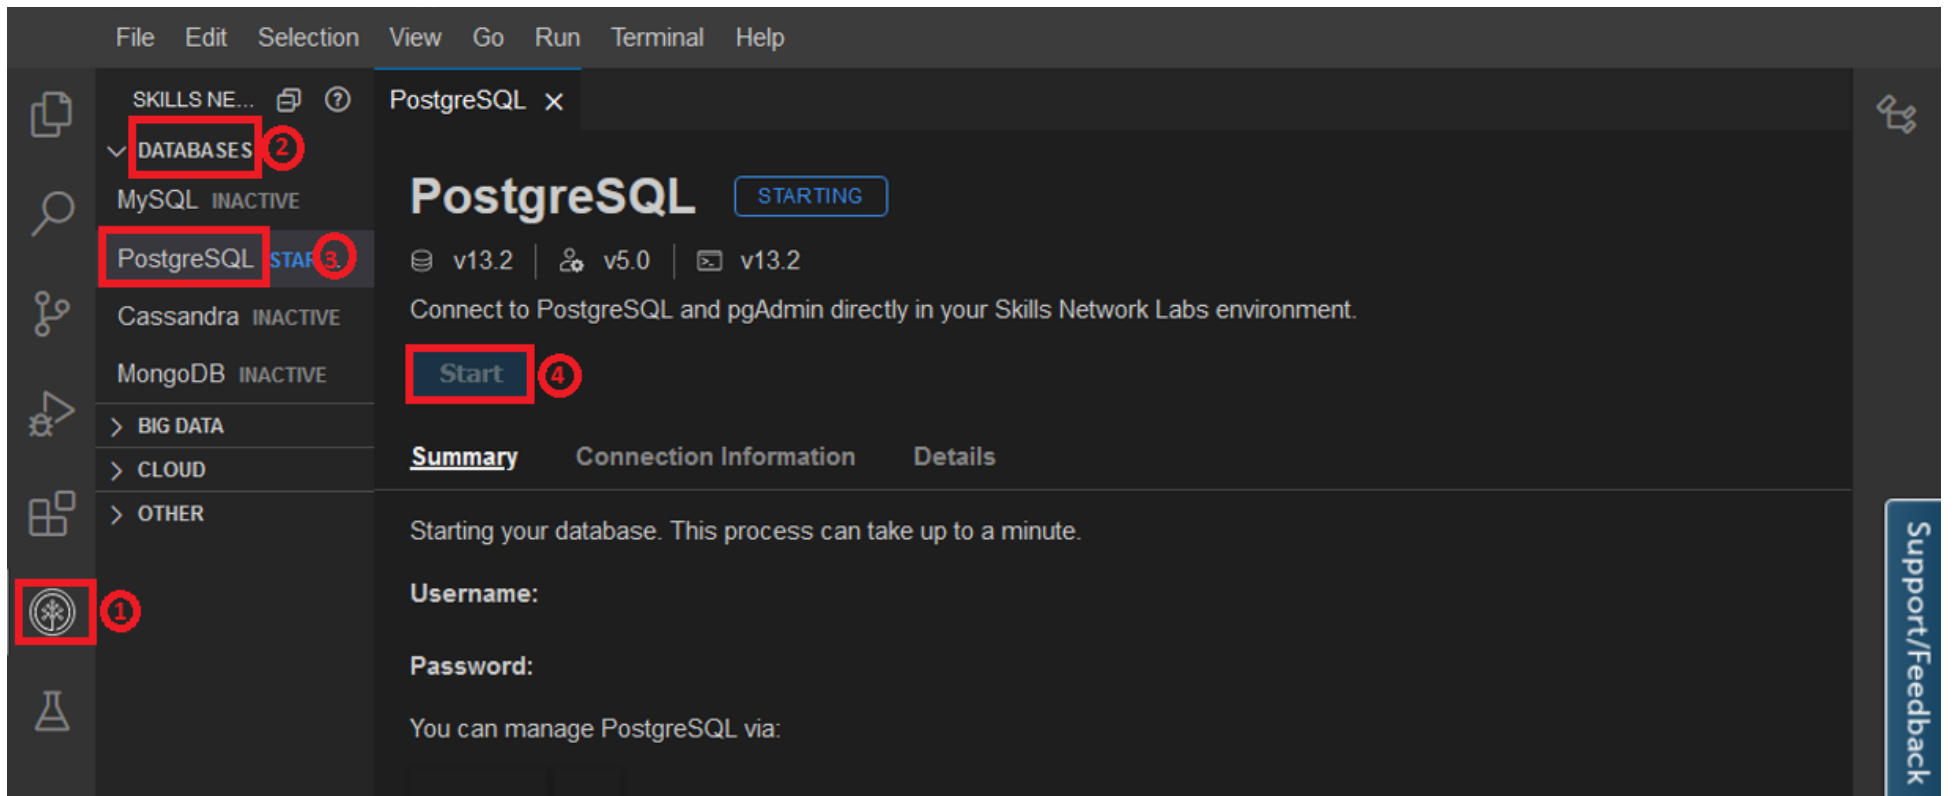 File Edit Selection View Go Run Terminal Help
SKILLS NE...
DATABASES 2
MySQL INACTIVE
PostgreSQL STAR 3
Cassandra INACTIVE
MongoDB INACTIVE
BIG DATA
CLOUD
OTHER
1
PostgreSQL
PostgreSQL STARTING
v13.2 v5.0 v13.2
Connect to PostgreSQL and pgAdmin directly in your Skills Network Labs environment.
Start 4
Summary Connection Information Details
Starting your database. This process can take up to a minute.
Username:
Password:
You can manage PostgreSQL via:
Support/Feedback